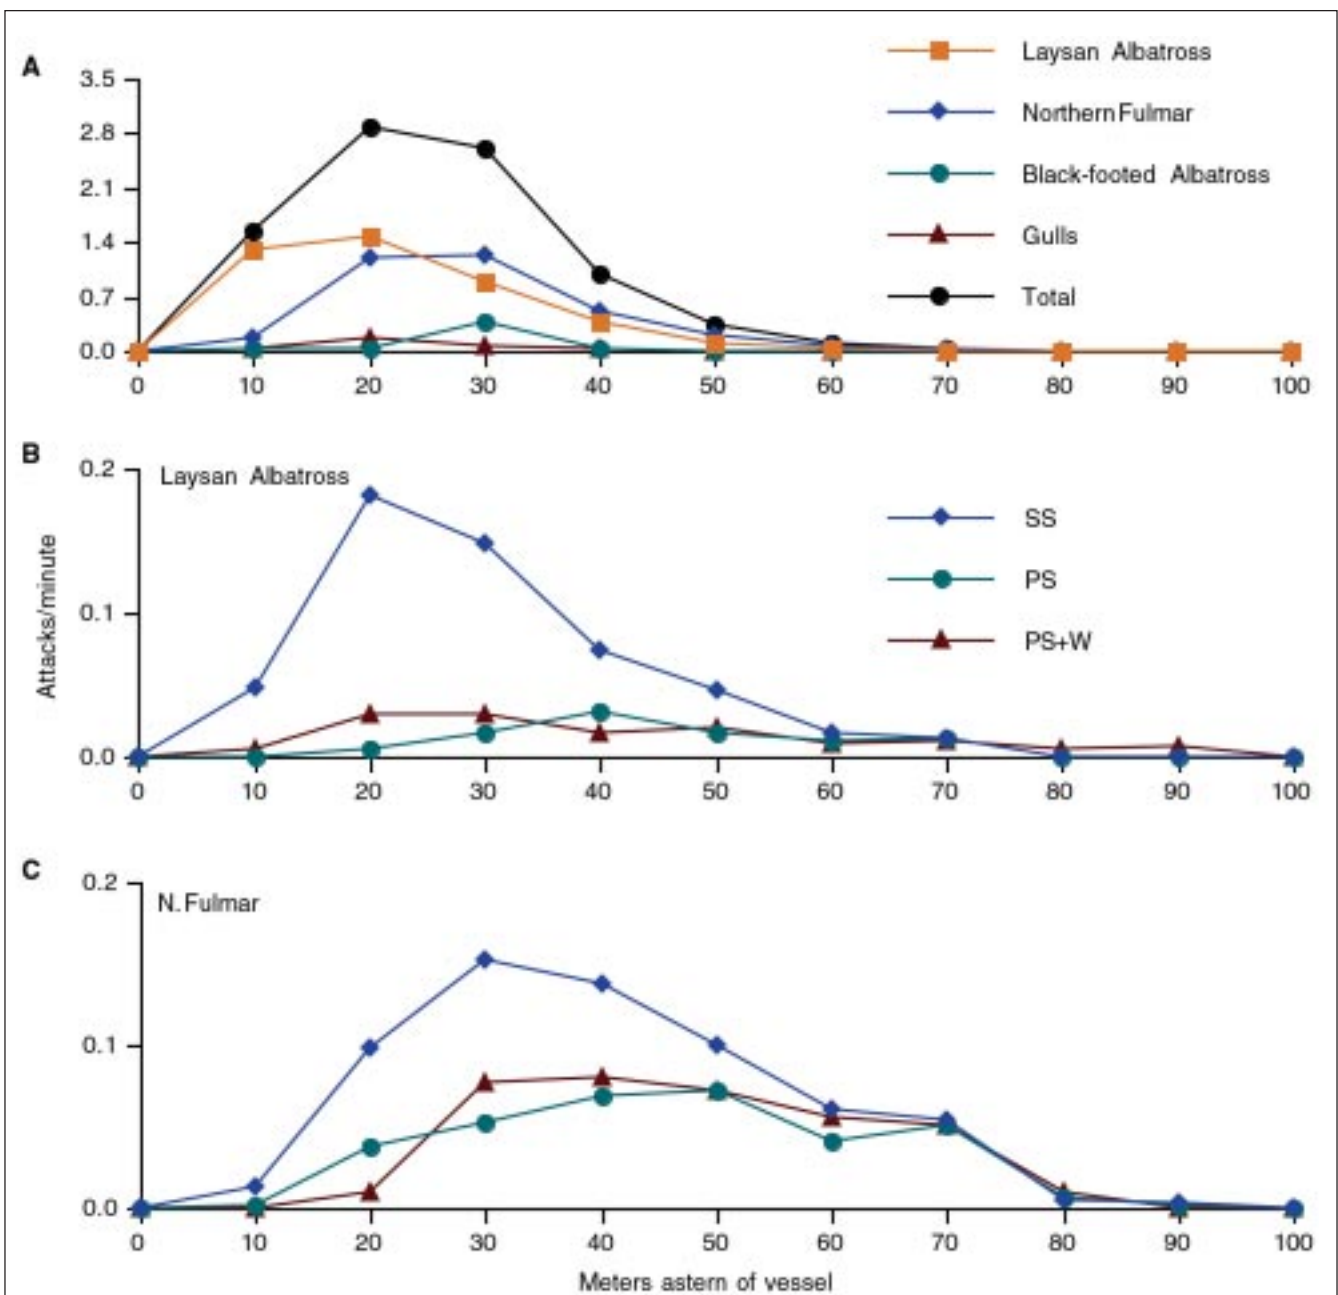 A
Laysan Albatross
Northern Fulmar
Black-footed Albatross
Gulls
Total
3.5
2.8
2.1
1.4
0.7
0.0
0 10 20 30 40 50 60 70 80 90 100
B
Laysan Albatross
SS
PS
PS+W
0.2
0.1
0.0
Attacks/minute
0 10 20 30 40 50 60 70 80 90 100
C
N. Fulmar
0.2
0.1
0.0
0 10 20 30 40 50 60 70 80 90 100
Meters astern of vessel